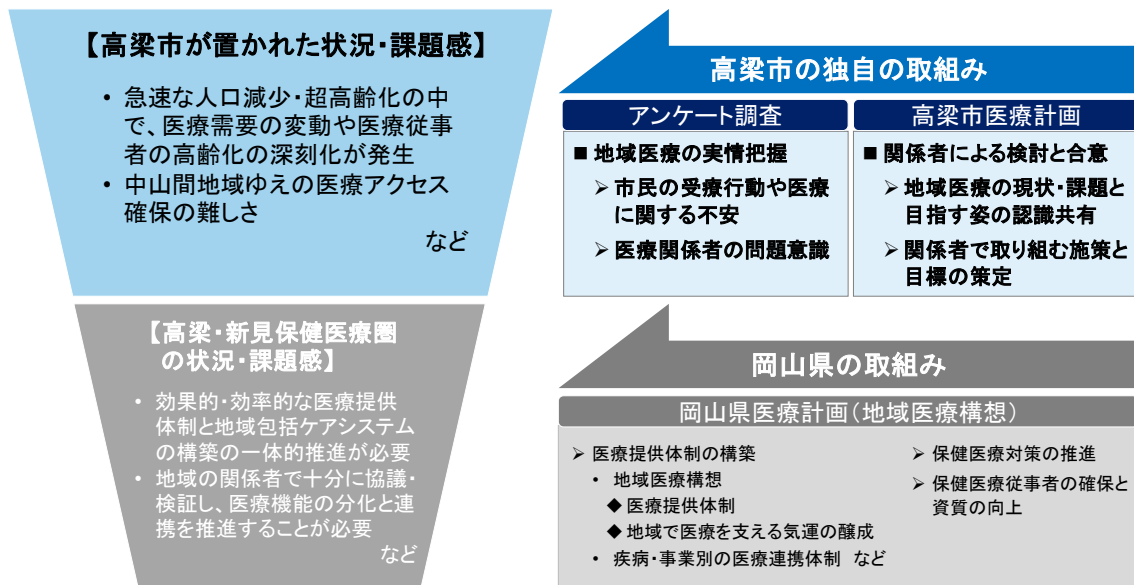 【高梁市が置かれた状況・課題感】
• 急速な人口減少・超高齢化の中
で、医療需要の変動や医療従事
者の高齢化の深刻化が発生
• 中山間地域ゆえの医療アクセス
確保の難しさ
など
【高梁・新見保健医療圏
の状況・課題感】
• 効果的・効率的な医療提供
体制と地域包括ケアシステム
の構築の一体的推進が必要
• 地域の関係者で十分に協議・
検証し、医療機能の分化と連
携を推進することが必要
など
高梁市の独自の取組み
アンケート調査
■ 地域医療の実情把握
➢ 市民の受療行動や医療
に関する不安
➢ 医療関係者の問題意識
高梁市医療計画
■ 関係者による検討と合意
➢ 地域医療の現状・課題と
目指す姿の認識共有
➢ 関係者で取り組む施策と
目標の策定
岡山県の取組み
岡山県医療計画（地域医療構想）
➢ 医療提供体制の構築
• 地域医療構想
◆ 医療提供体制
◆ 地域で医療を支える気運の醸成
• 疾病・事業別の医療連携体制 など
➢ 保健医療対策の推進
➢ 保健医療従事者の確保と
資質の向上